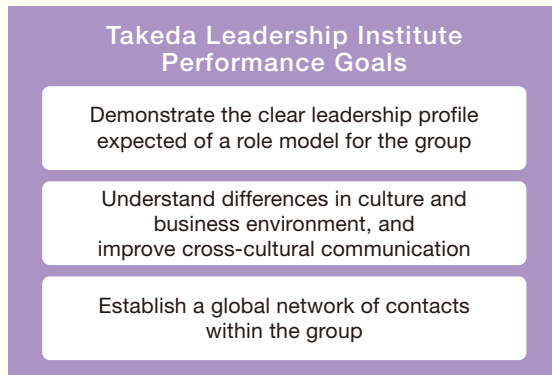 Takeda Leadership Institute
Performance Goals
Demonstrate the clear leadership profile
expected of a role model for the group
Understand differences in culture and
business environment, and
improve cross-cultural communication
Establish a global network of contacts
within the group